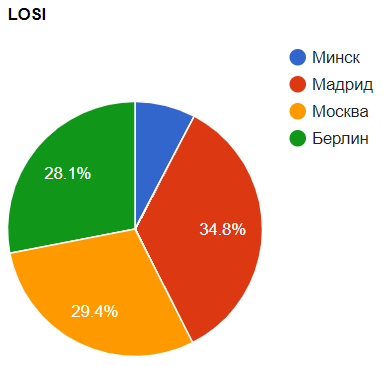 LOSI
Минск
Мадрид
Москва
Берлин
28.1%
34.8%
29.4%